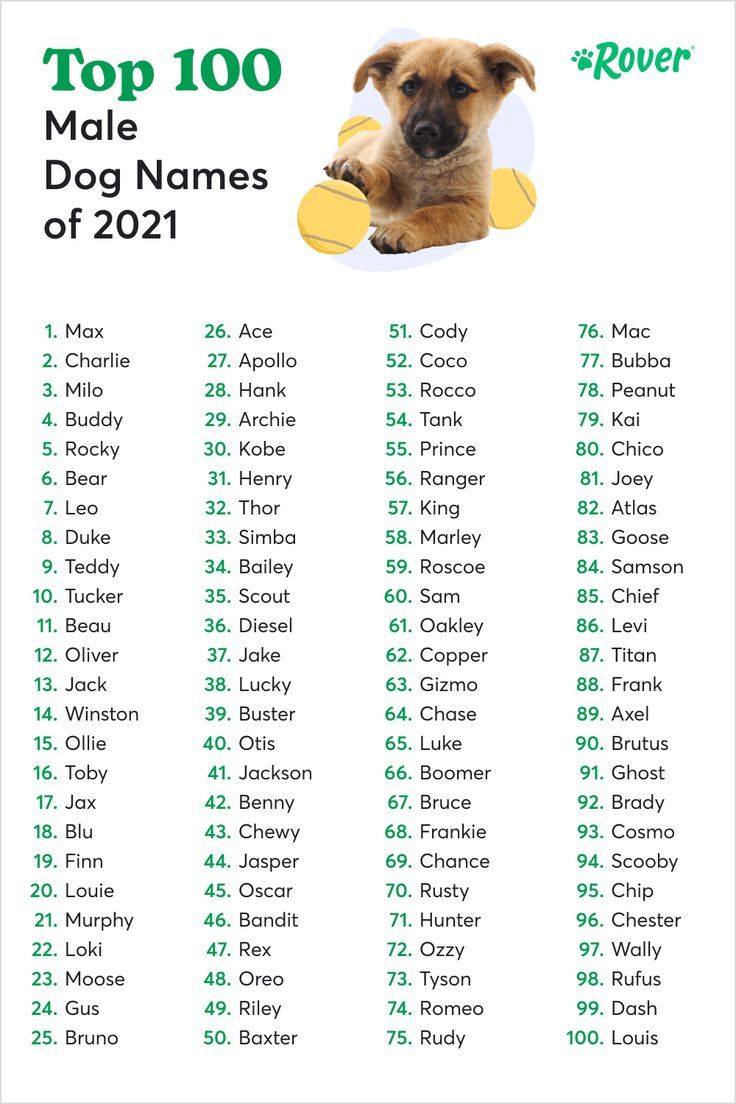 Top 100
Male
Dog Names
of 2021
Rover®
1. Max
2. Charlie
3. Milo
4. Buddy
5. Rocky
6. Bear
7. Leo
8. Duke
9. Teddy
10. Tucker
11. Beau
12. Oliver
13. Jack
14. Winston
15. Ollie
16. Toby
17. Jax
18. Blu
19. Finn
20. Louie
21. Murphy
22. Loki
23. Moose
24. Gus
25. Bruno
26. Ace
27. Apollo
28. Hank
29. Archie
30. Kobe
31. Henry
32. Thor
33. Simba
34. Bailey
35. Scout
36. Diesel
37. Jake
38. Lucky
39. Buster
40. Otis
41. Jackson
42. Benny
43. Chewy
44. Jasper
45. Oscar
46. Bandit
47. Rex
48. Oreo
49. Riley
50. Baxter
51. Cody
52. Coco
53. Rocco
54. Tank
55. Prince
56. Ranger
57. King
58. Marley
59. Roscoe
60. Sam
61. Oakley
62. Copper
63. Gizmo
64. Chase
65. Luke
66. Boomer
67. Bruce
68. Frankie
69. Chance
70. Rusty
71. Hunter
72. Ozzy
73. Tyson
74. Romeo
75. Rudy
76. Mac
77. Bubba
78. Peanut
79. Kai
80. Chico
81. Joey
82. Atlas
83. Goose
84. Samson
85. Chief
86. Levi
87. Titan
88. Frank
89. Axel
90. Brutus
91. Ghost
92. Brady
93. Cosmo
94. Scooby
95. Chip
96. Chester
97. Wally
98. Rufus
99. Dash
100. Louis